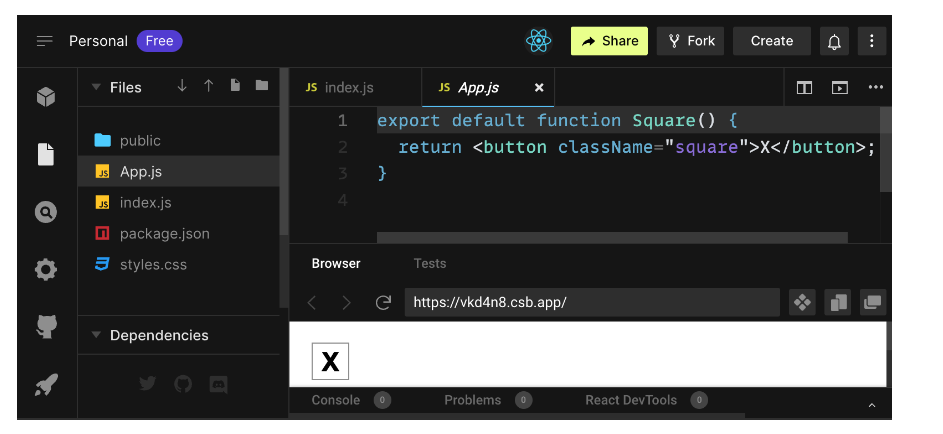 Personal Free Share Fork Create
Files
JS index.js JS App.js
public
App.js
index.js
package.json
styles.css
1 export default function Square() {
2 return <button className="square">X</button>;
3 }
4
Browser Tests
https://vkd4n8.csb.app/
Dependencies
X
Console 0 Problems 0 React DevTools 0